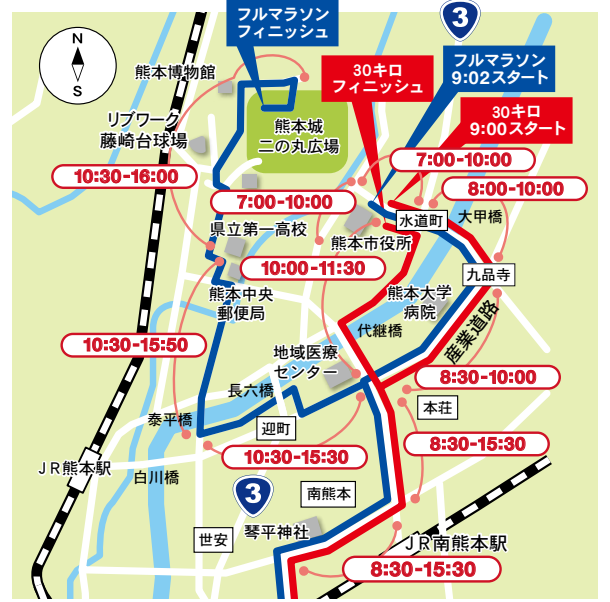 フルマラソン
フィニッシュ
3
N
S
熊本博物館
30キロ
フィニッシュ
フルマラソン
9:02スタート
30キロ
9:00スタート
リブワーク
藤崎台球場
熊本城
二の丸広場
7:00-10:00
10:30-16:00
8:00-10:00
7:00-10:00
水道町
大甲橋
県立第一高校
熊本市役所
10:00-11:30
九品寺
熊本中央
郵便局
熊本大学
病院
代継橋
産業道路
10:30-15:50
地域医療
センター
8:30-10:00
長六橋
本荘
泰平橋
迎町
8:30-15:30
10:30-15:30
JR熊本駅
白川橋
3
南熊本
琴平神社
世安
JR南熊本駅
8:30-15:30